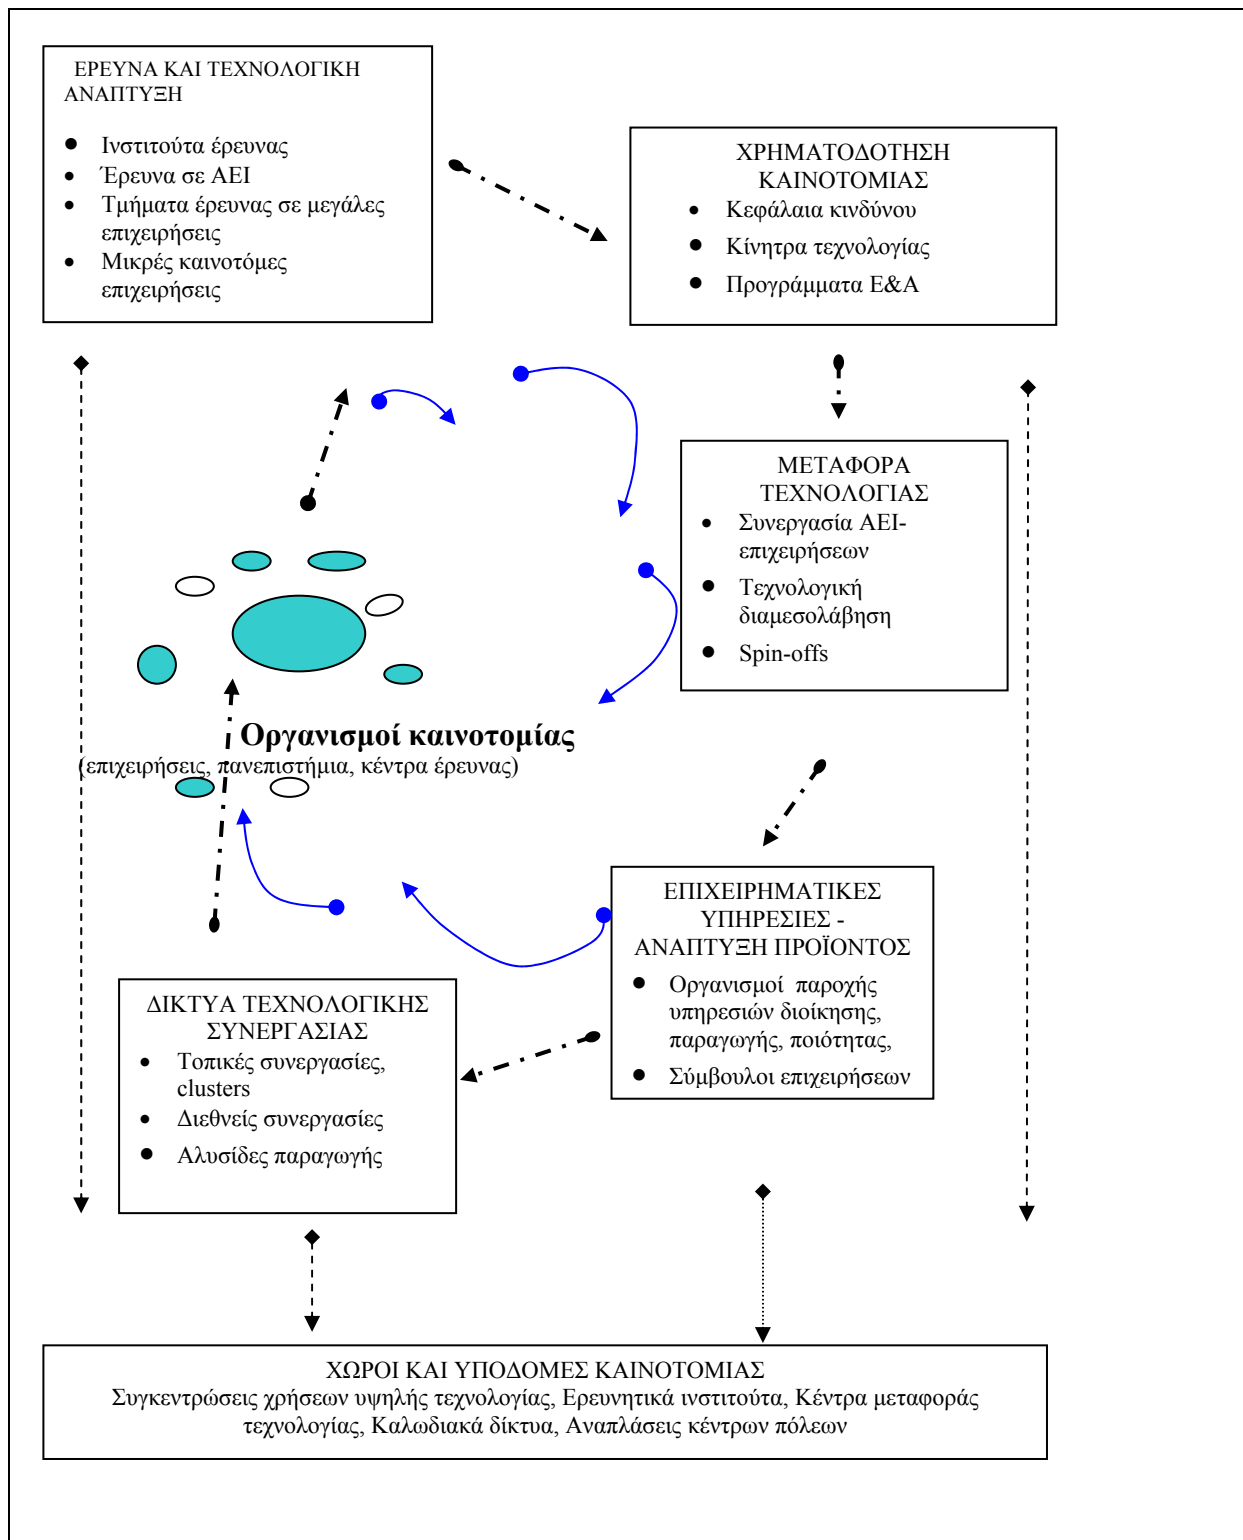 ΕΡΕΥΝΑ ΚΑΙ ΤΕΧΝΟΛΟΓΙΚΗ
ΑΝΑΠΤΥΞΗ
• Ινστιτούτα έρευνας
• Έρευνα σε ΑΕΙ
• Τμήματα έρευνας σε μεγάλες
επιχειρήσεις
• Μικρές καινοτόμες
επιχειρήσεις
ΧΡΗΜΑΤΟΔΟΤΗΣΗ
ΚΑΙΝΟΤΟΜΙΑΣ
• Κεφάλαια κινδύνου
• Κίνητρα τεχνολογίας
• Προγράμματα Ε&Α
ΜΕΤΑΦΟΡΑ
ΤΕΧΝΟΛΟΓΙΑΣ
• Συνεργασία ΑΕΙ-
επιχειρήσεων
• Τεχνολογική
διαμεσολάβηση
• Spin-offs
Οργανισμοί καινοτομίας
(επιχειρήσεις, πανεπιστήμια, κέντρα έρευνας)
ΕΠΙΧΕΙΡΗΜΑΤΙΚΕΣ
ΥΠΗΡΕΣΙΕΣ -
ΑΝΑΠΤΥΞΗ ΠΡΟΪΟΝΤΟΣ
• Οργανισμοί παροχής
υπηρεσιών διοίκησης,
παραγωγής, ποιότητας,
• Σύμβουλοι επιχειρήσεων
ΔΙΚΤΥΑ ΤΕΧΝΟΛΟΓΙΚΗΣ
ΣΥΝΕΡΓΑΣΙΑΣ
• Τοπικές συνεργασίες,
clusters
• Διεθνείς συνεργασίες
• Αλυσίδες παραγωγής
ΧΩΡΟΙ ΚΑΙ ΥΠΟΔΟΜΕΣ ΚΑΙΝΟΤΟΜΙΑΣ
Συγκεντρώσεις χρήσεων υψηλής τεχνολογίας, Ερευνητικά ινστιτούτα, Κέντρα μεταφοράς
τεχνολογίας, Καλωδιακά δίκτυα, Αναπλάσεις κέντρων πόλεων